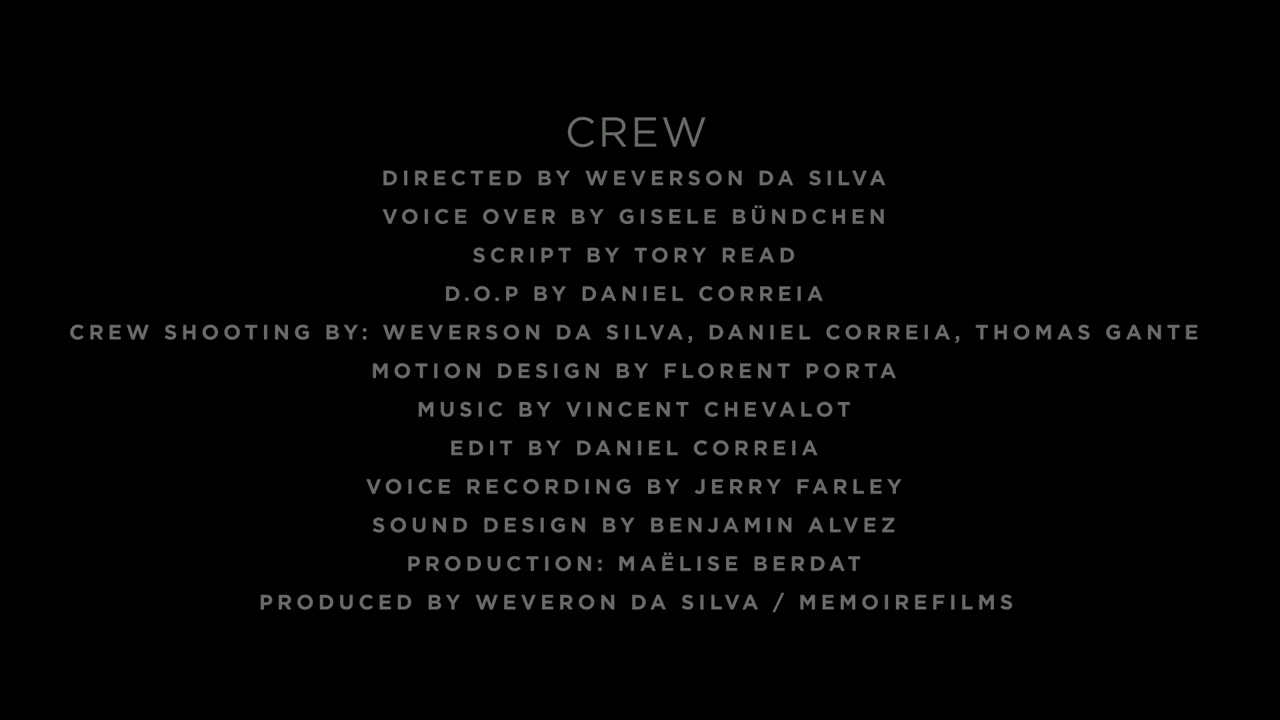 CREW
DIRECTED BY WEVERSON DA SILVA
VOICE OVER BY GISELE BÜNDCHEN
SCRIPT BY TORY READ
D.O.P BY DANIEL CORREIA
CREW SHOOTING BY: WEVERSON DA SILVA, DANIEL CORREIA, THOMAS GANTE
MOTION DESIGN BY FLORENT PORTA
MUSIC BY VINCENT CHEVALOT
EDIT BY DANIEL CORREIA
VOICE RECORDING BY JERRY FARLEY
SOUND DESIGN BY BENJAMIN ALVEZ
PRODUCTION: MAËLISE BERDAT
PRODUCED BY WEVERON DA SILVA / MEMOIREFILMS